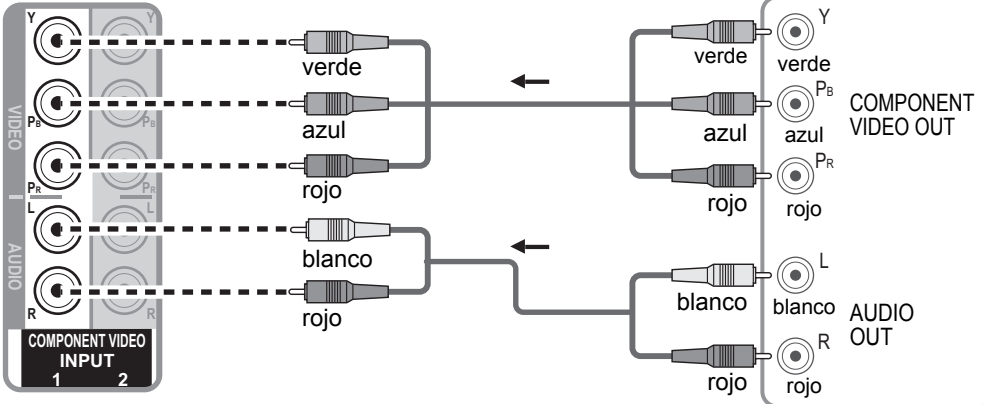 VIDEO
AUDIO
Y
Y
PB
PB
PR
PR
L
L
R
R
COMPONENT VIDEO
INPUT
1 2
verde
azul
rojo
blanco
rojo
verde
azul
rojo
blanco
rojo
Y
verde
PB
azul
PR
rojo
COMPONENT
VIDEO OUT
L
blanco
R
rojo
AUDIO
OUT